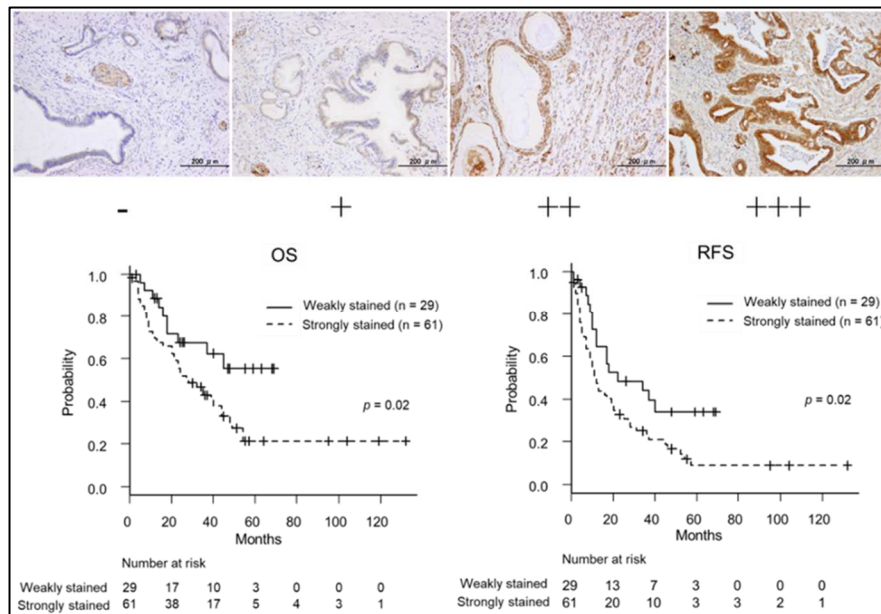 200 μm 200 μm 200 μm 200 μm
- + ++ +++
OS RFS
1.0
0.8
0.6
0.4
0.2
0.0
Probability
Weakly stained (n = 29)
Strongly stained (n = 61)
p = 0.02
0 20 40 60 80 100 120
Months
1.0
0.8
0.6
0.4
0.2
0.0
Probability
Weakly stained (n = 29)
Strongly stained (n = 61)
p = 0.02
0 20 40 60 80 100 120
Months
Number at risk
Weakly stained 29 17 10 3 0 0 0
Strongly stained 61 38 17 5 4 3 1
Number at risk
Weakly stained 29 13 7 3 0 0 0
Strongly stained 61 20 10 3 3 2 1